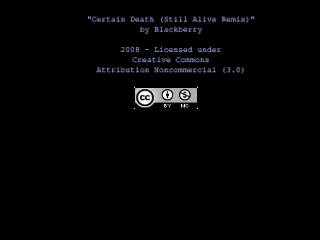 "Certain Death (Still Alive Remix)"
by Blackberry
2008 - Licensed under
Creative Commons
Attribution Noncommercial (3.0)
cc
BY NC